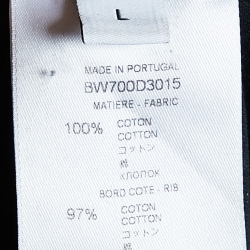 L
MADE IN PORTUGAL
BW700D3015
MATIERE - FABRIC
100% COTON
COTTON
コットン
棉
ХЛОПОК
BORD COTE - RIB
97% COTON
COTTON
コットン
棉